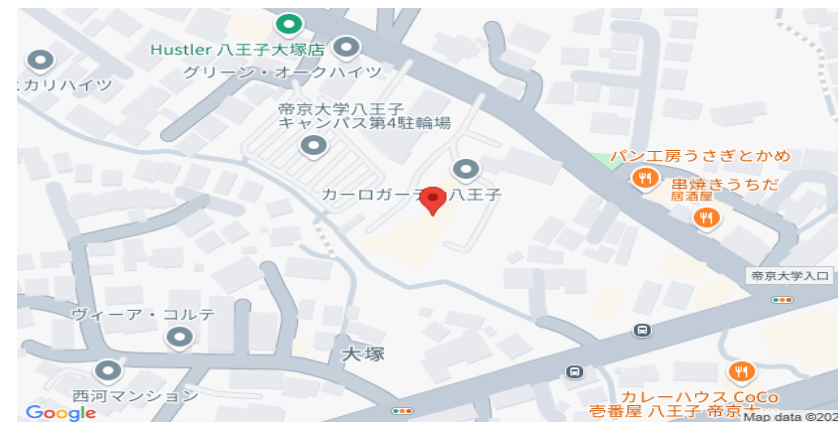 Hustler 八王子大塚店
グリーン・オークハイツ
ヒカリハイツ
帝京大学八王子
キャンパス第4駐輪場
パン工房うさぎとかめ
カーロガーデ 八王子
串焼きうちだ
居酒屋
帝京大学入口
ヴィーア・コルテ
大塚
西河マンション
カレーハウス CoCo
壱番屋 八王子 帝京大
Google
Map data ©202